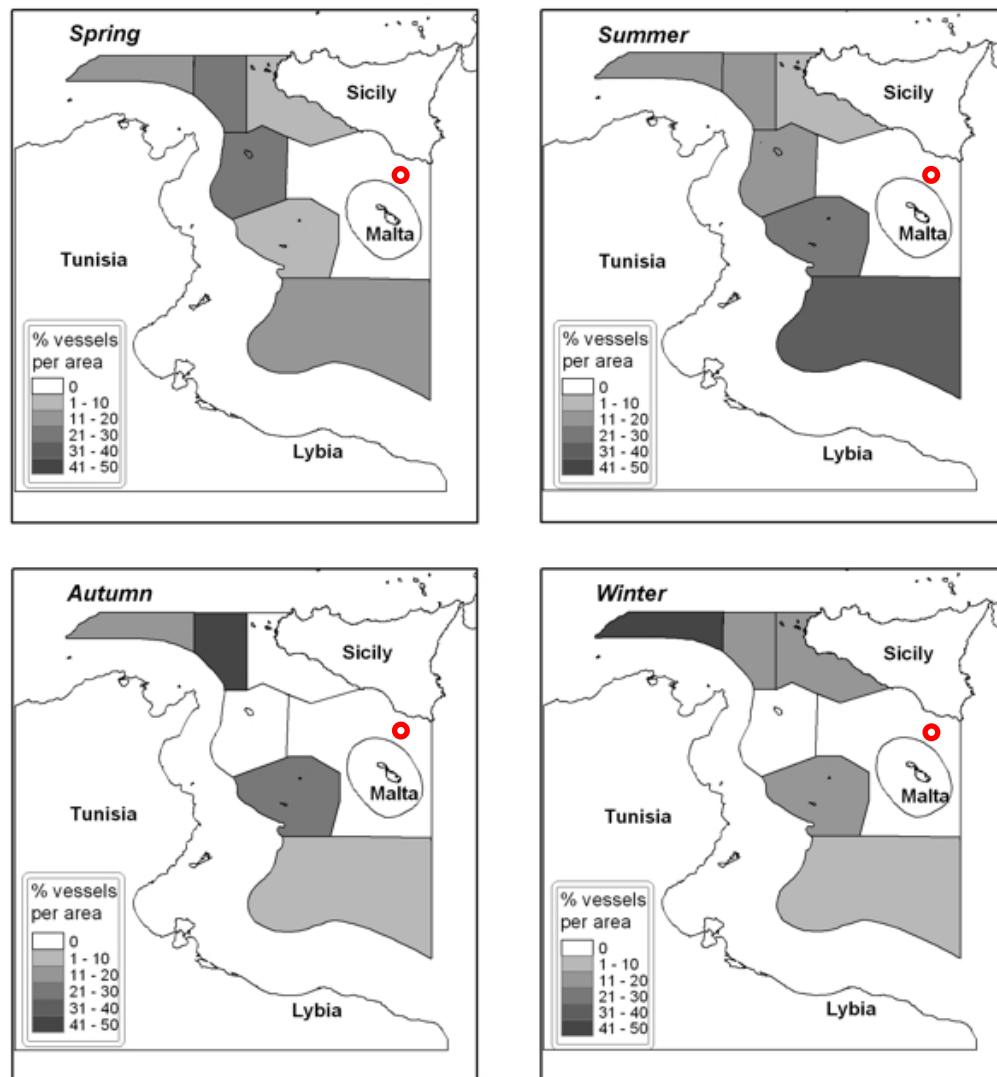 Spring
Sicily
Malta
Tunisia
Lybia
% vessels
per area
0
1 - 10
11 - 20
21 - 30
31 - 40
41 - 50
Summer
Sicily
Malta
Tunisia
Lybia
% vessels
per area
0
1 - 10
11 - 20
21 - 30
31 - 40
41 - 50
Autumn
Sicily
Malta
Tunisia
Lybia
% vessels
per area
0
1 - 10
11 - 20
21 - 30
31 - 40
41 - 50
Winter
Sicily
Malta
Tunisia
Lybia
% vessels
per area
0
1 - 10
11 - 20
21 - 30
31 - 40
41 - 50